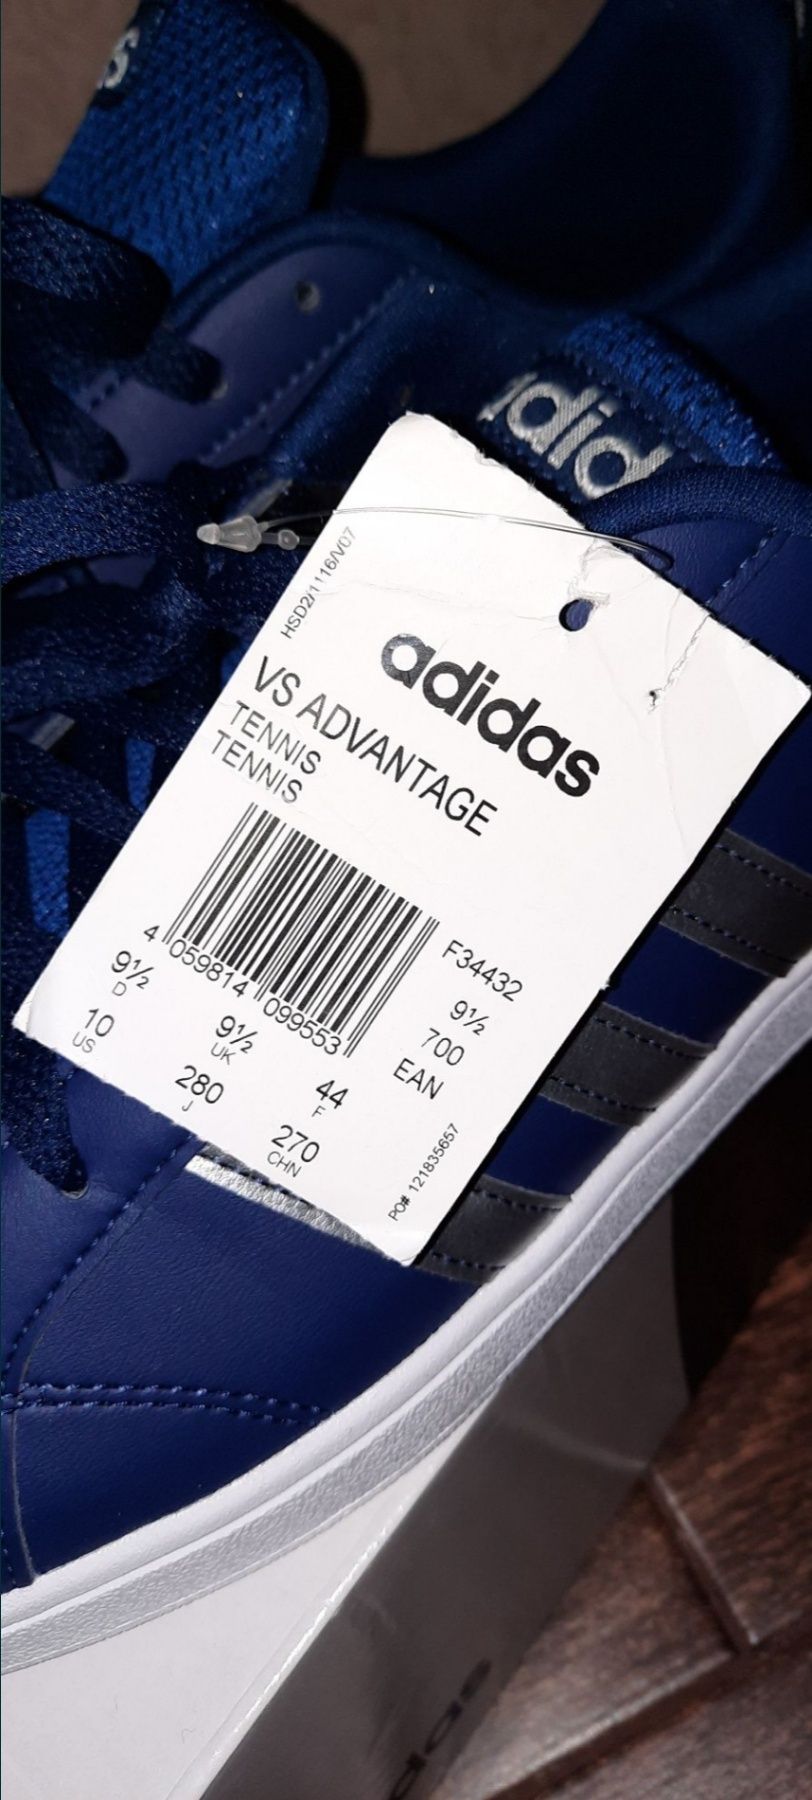 adidas
HSD2/1116/V07
adidas
VS ADVANTAGE
TENNIS
TENNIS
4 059814 099553
F34432
9½
700
EAN
9½ D
10 US
9½ UK
280 J
44 F
270 CHN
PO# 121835657